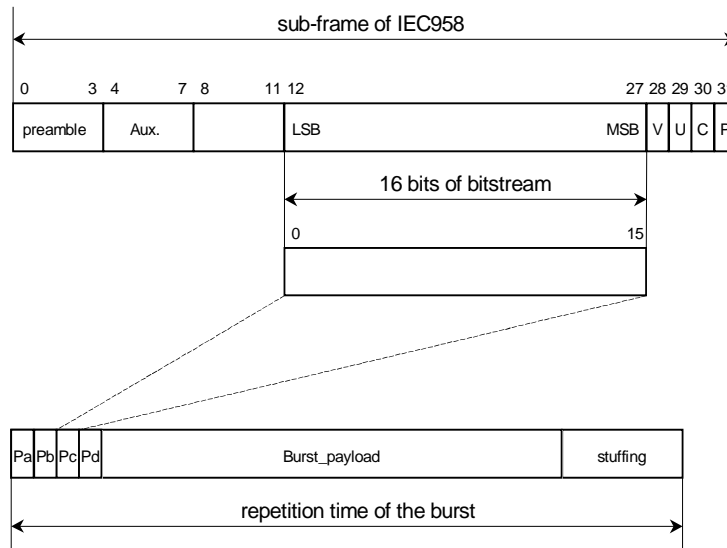 sub-frame of IEC958
0 3 4 7 8 11 12 27 28 29 30 3
preamble Aux. LSB MSB V U C P
16 bits of bitstream
0 15
Pa Pb Pc Pd Burst_payload stuffing
repetition time of the burst